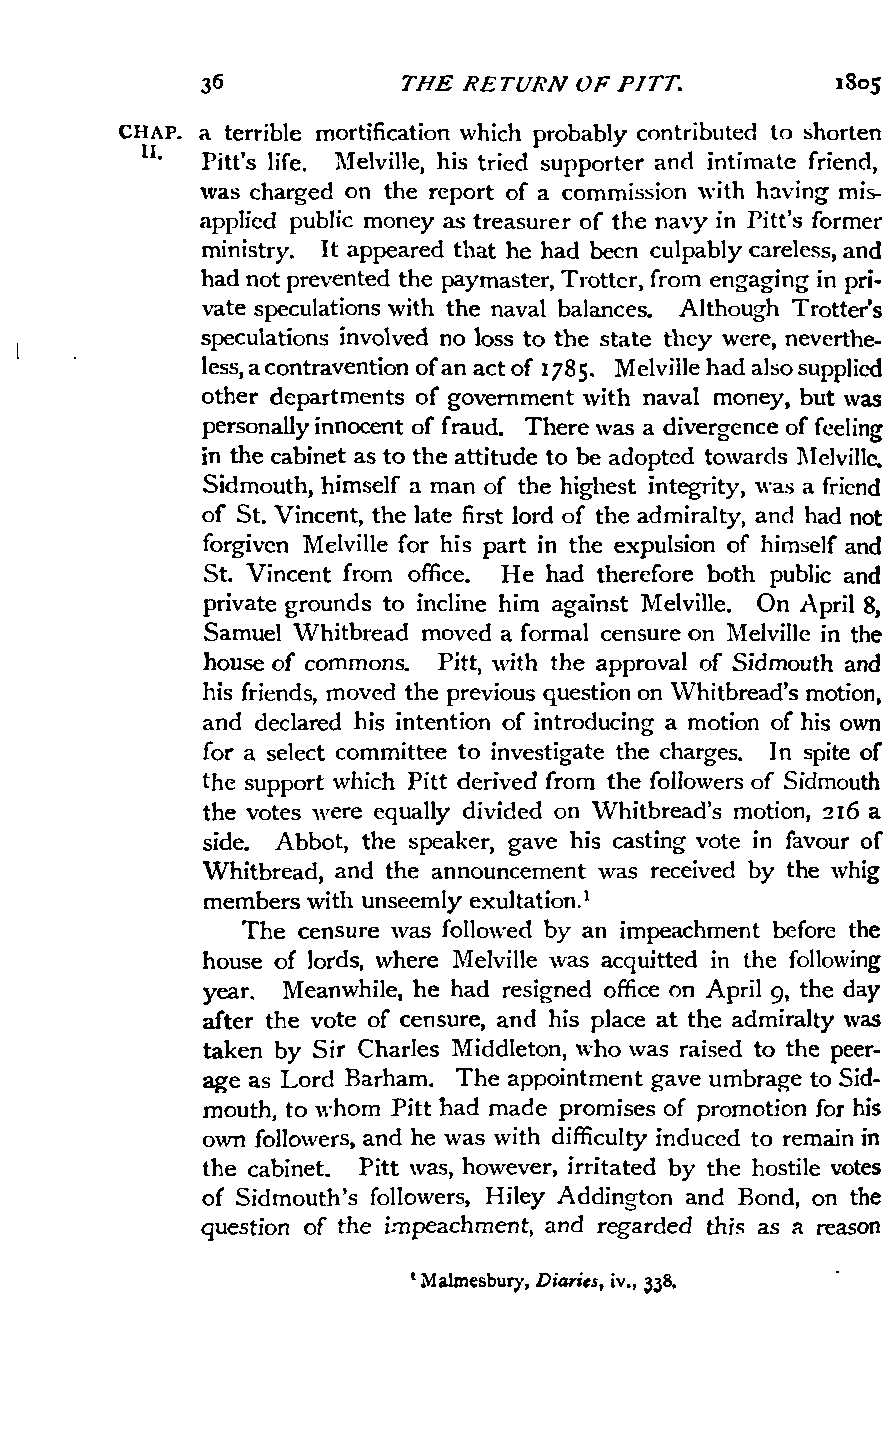 36 THE RETURN OF PITT. 1805
CHAP. a terrible mortification which probably contributed to shorten
II. Pitt's life. Melville, his tried supporter and intimate friend,
was charged on the report of a commission with having mis-
applied public money as treasurer of the navy in Pitt's former
ministry. It appeared that he had been culpably careless, and
had not prevented the paymaster, Trotter, from engaging in pri-
vate speculations with the naval balances. Although Trotter's
speculations involved no loss to the state they were, neverthe-
less, a contravention of an act of 1785. Melville had also supplied
other departments of government with naval money, but was
personally innocent of fraud. There was a divergence of feeling
in the cabinet as to the attitude to be adopted towards Melville.
Sidmouth, himself a man of the highest integrity, was a friend
of St. Vincent, the late first lord of the admiralty, and had not
forgiven Melville for his part in the expulsion of himself and
St. Vincent from office. He had therefore both public and
private grounds to incline him against Melville. On April 8,
Samuel Whitbread moved a formal censure on Melville in the
house of commons. Pitt, with the approval of Sidmouth and
his friends, moved the previous question on Whitbread's motion,
and declared his intention of introducing a motion of his own
for a select committee to investigate the charges. In spite of
the support which Pitt derived from the followers of Sidmouth
the votes were equally divided on Whitbread's motion, 216 a
side. Abbot, the speaker, gave his casting vote in favour of
Whitbread, and the announcement was received by the whig
members with unseemly exultation.¹
The censure was followed by an impeachment before the
house of lords, where Melville was acquitted in the following
year. Meanwhile, he had resigned office on April 9, the day
after the vote of censure, and his place at the admiralty was
taken by Sir Charles Middleton, who was raised to the peer-
age as Lord Barham. The appointment gave umbrage to Sid-
mouth, to whom Pitt had made promises of promotion for his
own followers, and he was with difficulty induced to remain in
the cabinet. Pitt was, however, irritated by the hostile votes
of Sidmouth's followers, Hiley Addington and Bond, on the
question of the impeachment, and regarded this as a reason
¹ Malmesbury, Diaries, iv., 338.